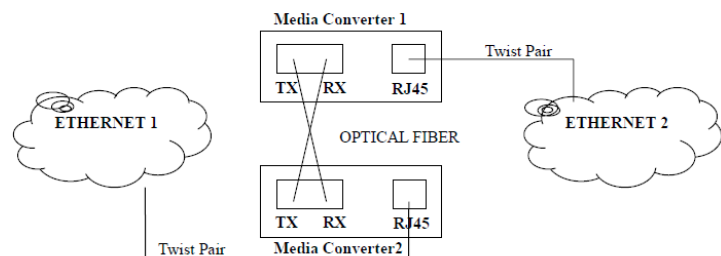 Media Converter 1
Twist Pair
TX RX RJ45
ETHERNET 1
ETHERNET 2
OPTICAL FIBER
TX RX RJ45
Twist Pair
Media Converter2